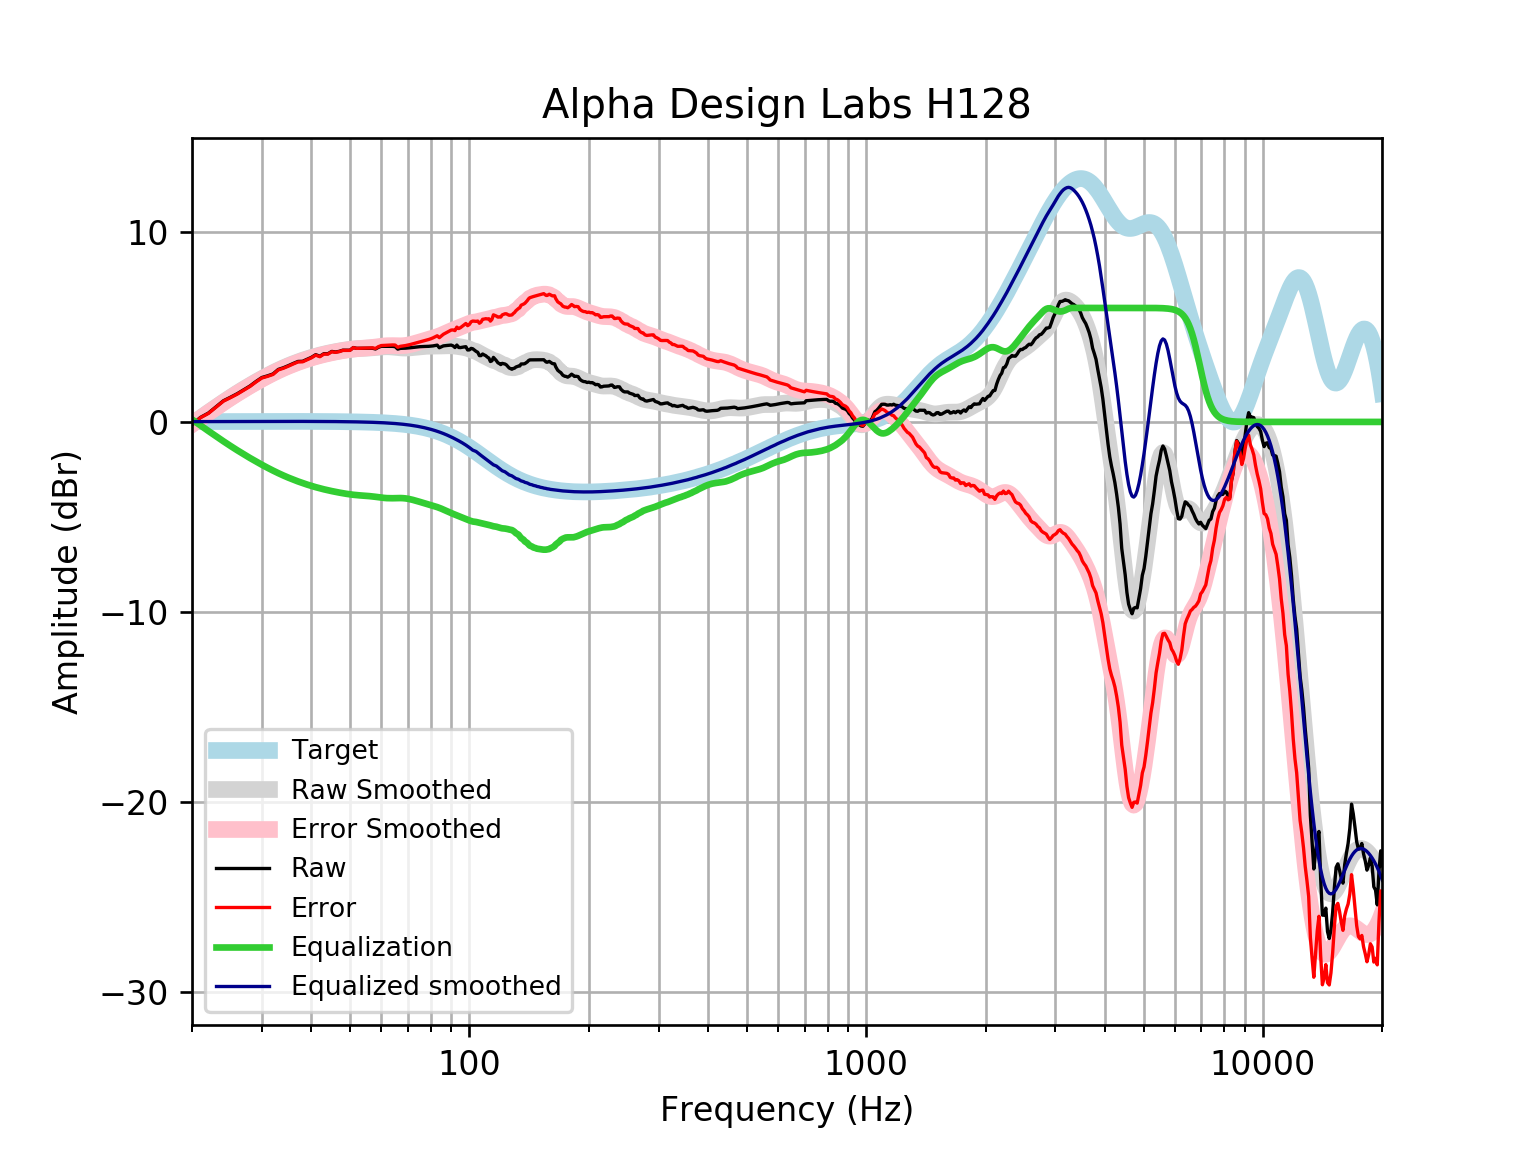 Alpha Design Labs H128
Amplitude (dBr)
10
0
−10
−20
−30
Target
Raw Smoothed
Error Smoothed
Raw
Error
Equalization
Equalized smoothed
100 1000 10000
Frequency (Hz)